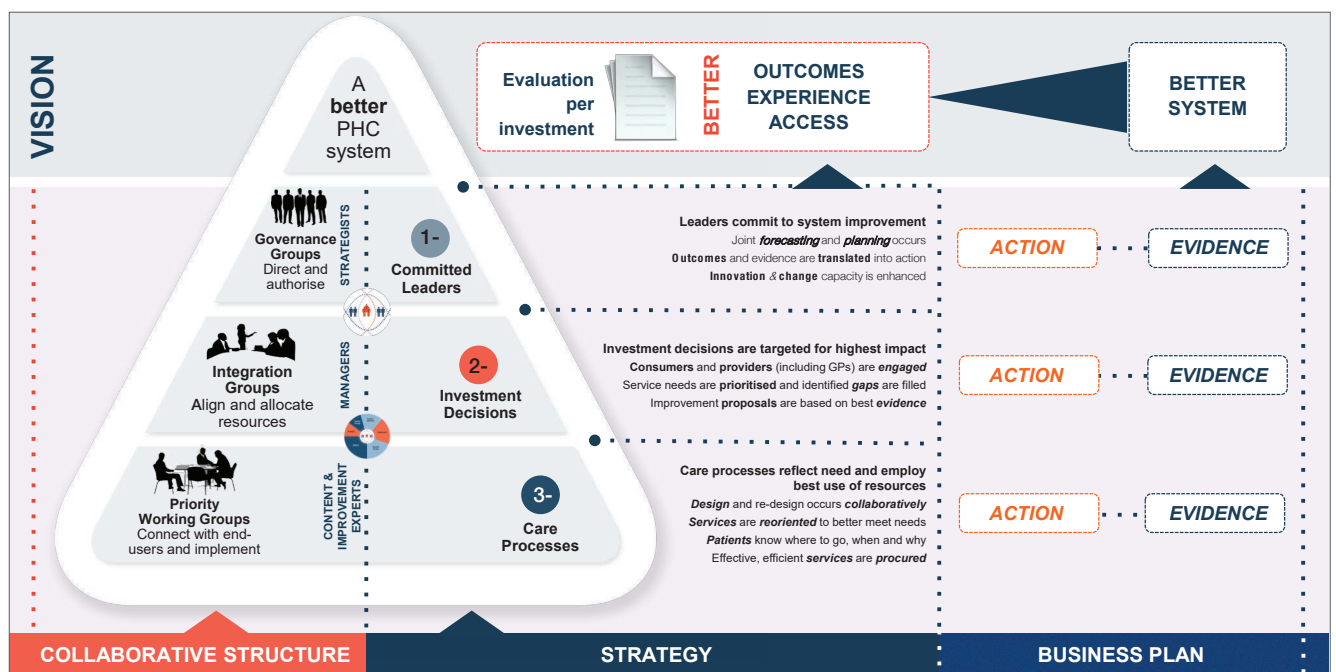 VISION
A
better
PHC
system
Evaluation
per
investment
BETTER
OUTCOMES
EXPERIENCE
ACCESS
BETTER
SYSTEM
Governance
Groups
Direct and
authorise
STRATEGISTS
1-
Committed
Leaders
Leaders commit to system improvement
Joint forecasting and planning occurs
Outcomes and evidence are translated into action
Innovation & change capacity is enhanced
ACTION
EVIDENCE
Integration
Groups
Align and allocate
resources
MANAGERS
2-
Investment
Decisions
Investment decisions are targeted for highest impact
Consumers and providers (including GPs) are engaged
Service needs are prioritised and identified gaps are filled
Improvement proposals are based on best evidence
ACTION
EVIDENCE
Priority
Working Groups
Connect with end-
users and implement
CONTENT &
IMPROVEMENT
EXPERTS
3-
Care
Processes
Care processes reflect need and employ
best use of resources
Design and re-design occurs collaboratively
Services are reoriented to better meet needs
Patients know where to go, when and why
Effective, efficient services are procured
ACTION
EVIDENCE
COLLABORATIVE STRUCTURE
STRATEGY
BUSINESS PLAN